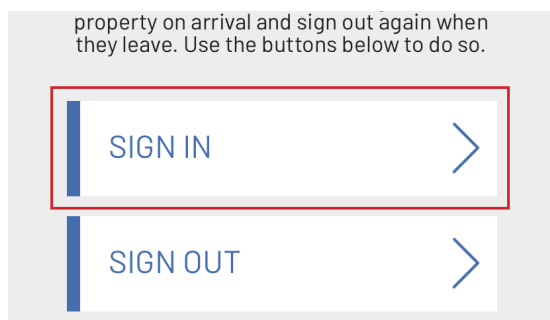 property on arrival and sign out again when
they leave. Use the buttons below to do so.
SIGN IN
SIGN OUT